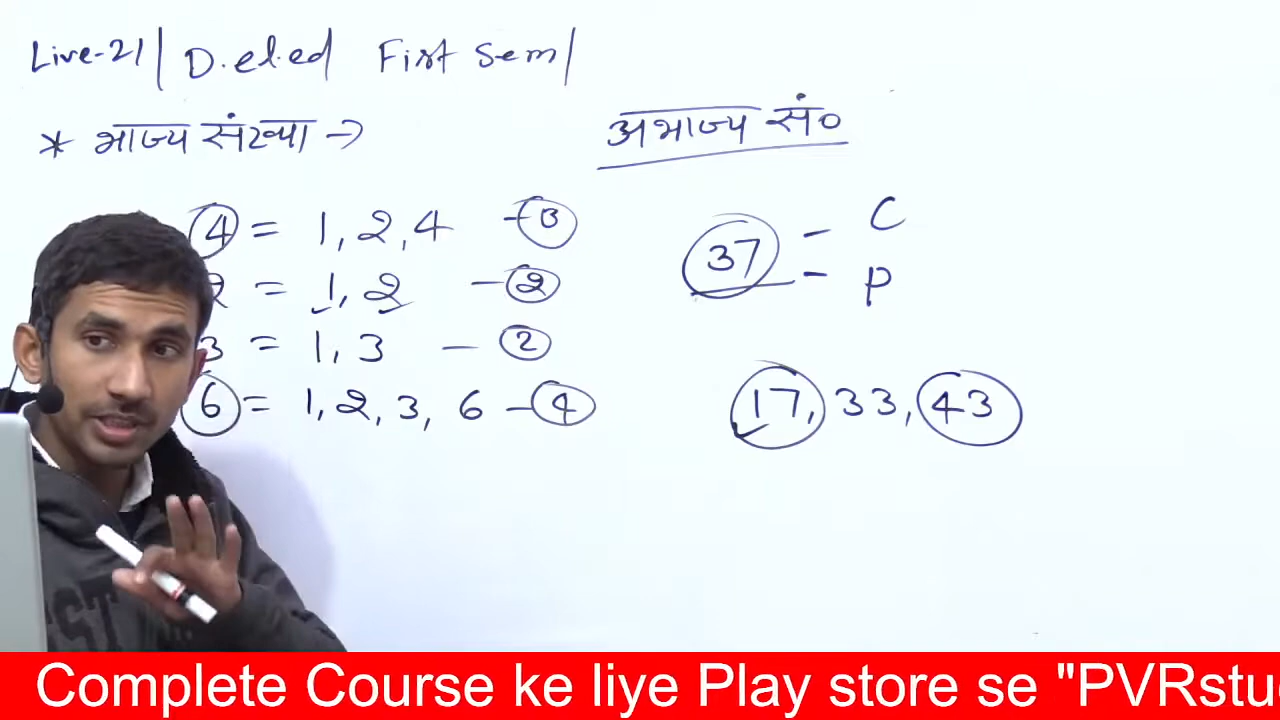 Live-21 | D.el.ed First Sem |
* भाज्य संख्या →
अभाज्य सं०
4 = 1, 2, 4 - 3
2 = 1, 2 - 2
3 = 1, 3 - 2
6 = 1, 2, 3, 6 - 4
37 - C
- P
17, 33, 43
Complete Course ke liye Play store se "PVRstu